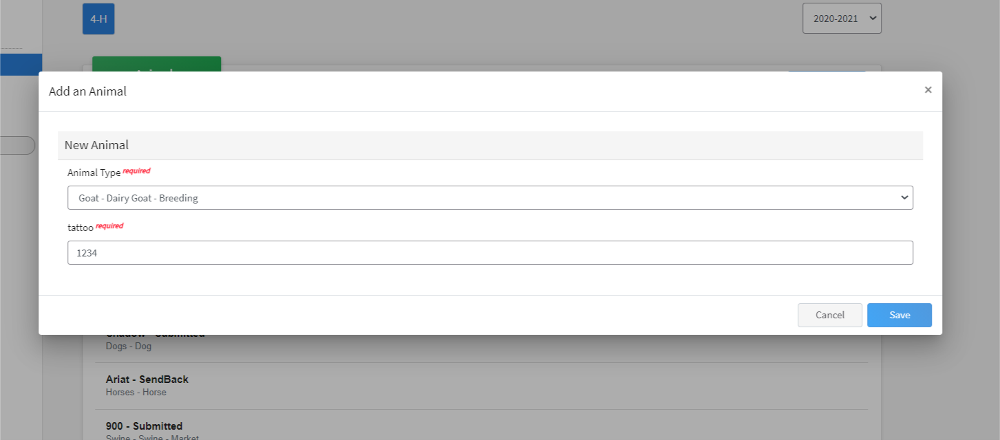 4-H
2020-2021
Add an Animal
×
New Animal
Animal Type required
Goat - Dairy Goat - Breeding
tattoo required
1234
Cancel
Save
Shadow - Submitted
Dogs - Dog
Ariat - SendBack
Horses - Horse
900 - Submitted
Swine - Swine - Market